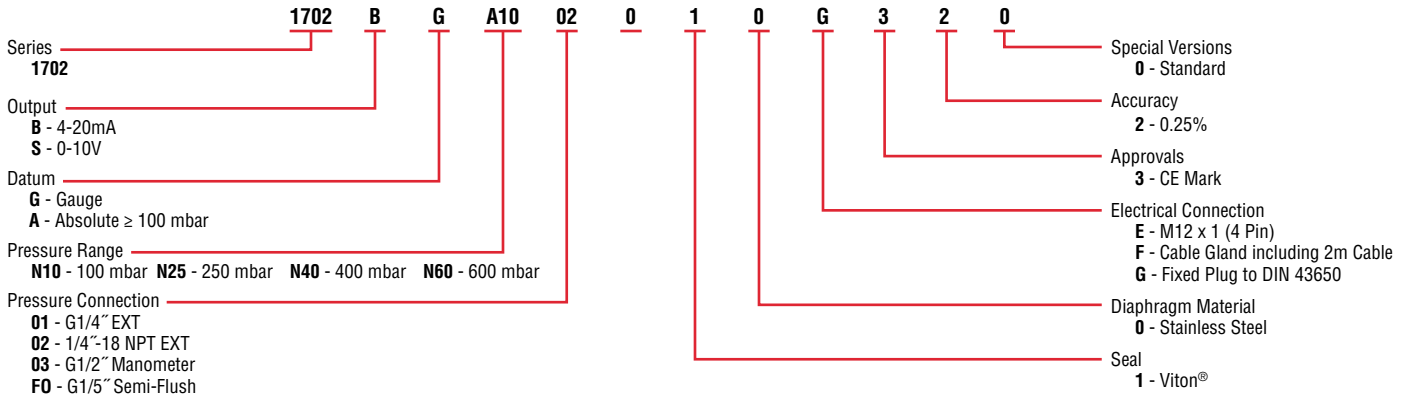 1702 B G A10 02 0 1 0 G 3 2 0
Series
1702
Output
B - 4-20mA
S - 0-10V
Datum
G - Gauge
A - Absolute ≥ 100 mbar
Pressure Range
N10 - 100 mbar N25 - 250 mbar N40 - 400 mbar N60 - 600 mbar
Pressure Connection
01 - G1/4˝ EXT
02 - 1/4˝-18 NPT EXT
03 - G1/2˝ Manometer
F0 - G1/5˝ Semi-Flush
Special Versions
0 - Standard
Accuracy
2 - 0.25%
Approvals
3 - CE Mark
Electrical Connection
E - M12 x 1 (4 Pin)
F - Cable Gland including 2m Cable
G - Fixed Plug to DIN 43650
Diaphragm Material
0 - Stainless Steel
Seal
1 - Viton®